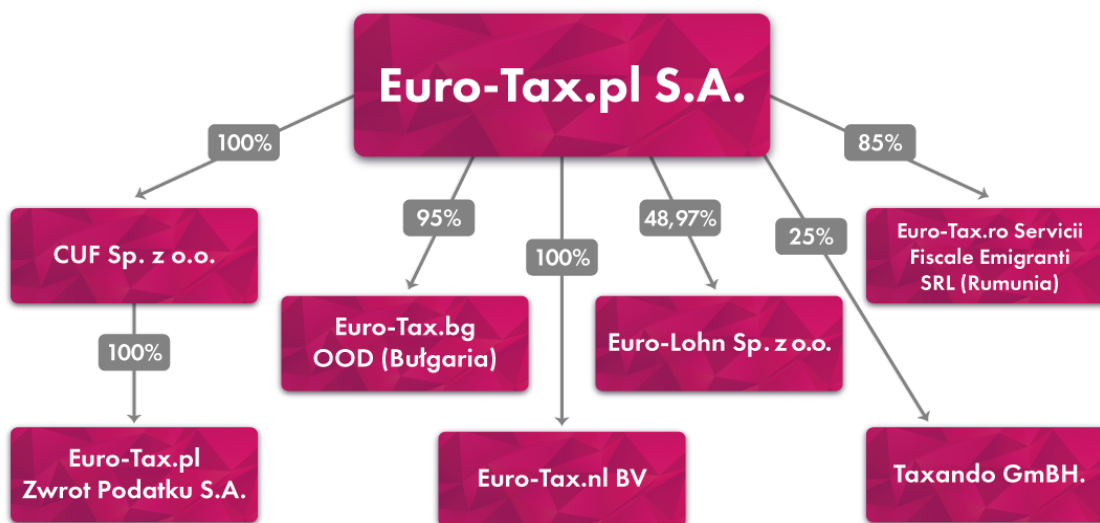 Euro-Tax.pl S.A.
100%
85%
95%
48,97%
25%
100%
CUF Sp. z o.o.
Euro-Tax.ro Servicii
Fiscale Emigranti
SRL (Rumunia)
100%
Euro-Tax.bg
OOD (Bułgaria)
Euro-Lohn Sp. z o.o.
Euro-Tax.pl
Zwrot Podatku S.A.
Euro-Tax.nl BV
Taxando GmBH.